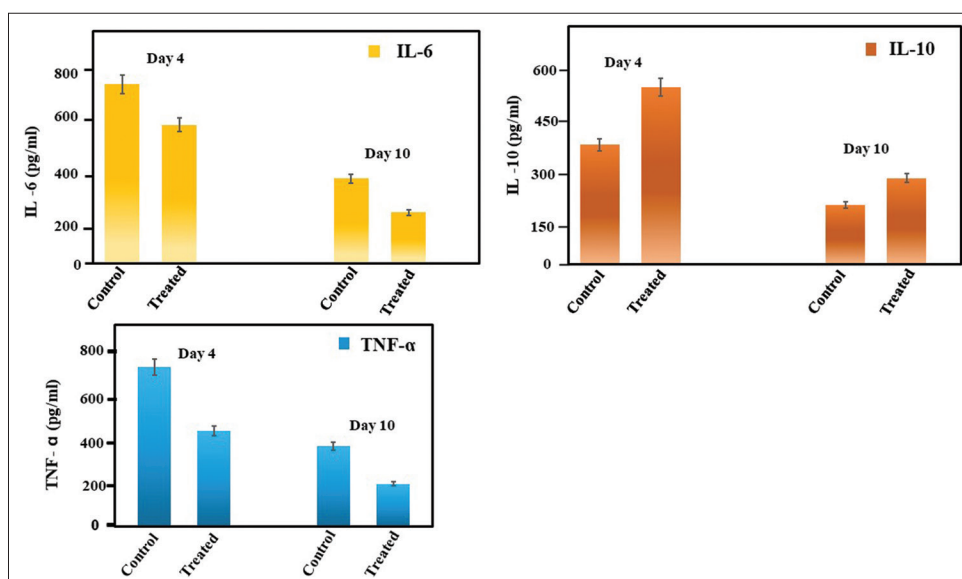 IL-6
Day 4
800
600
400
200
0
IL -6 (pg/ml)
Day 10
Control
Treated
Control
Treated
IL-10
Day 4
600
450
300
150
0
IL -10 (pg/ml)
Day 10
Control
Treated
Control
Treated
TNF-α
Day 4
800
600
400
200
0
TNF- α (pg/ml)
Day 10
Control
Treated
Control
Treated